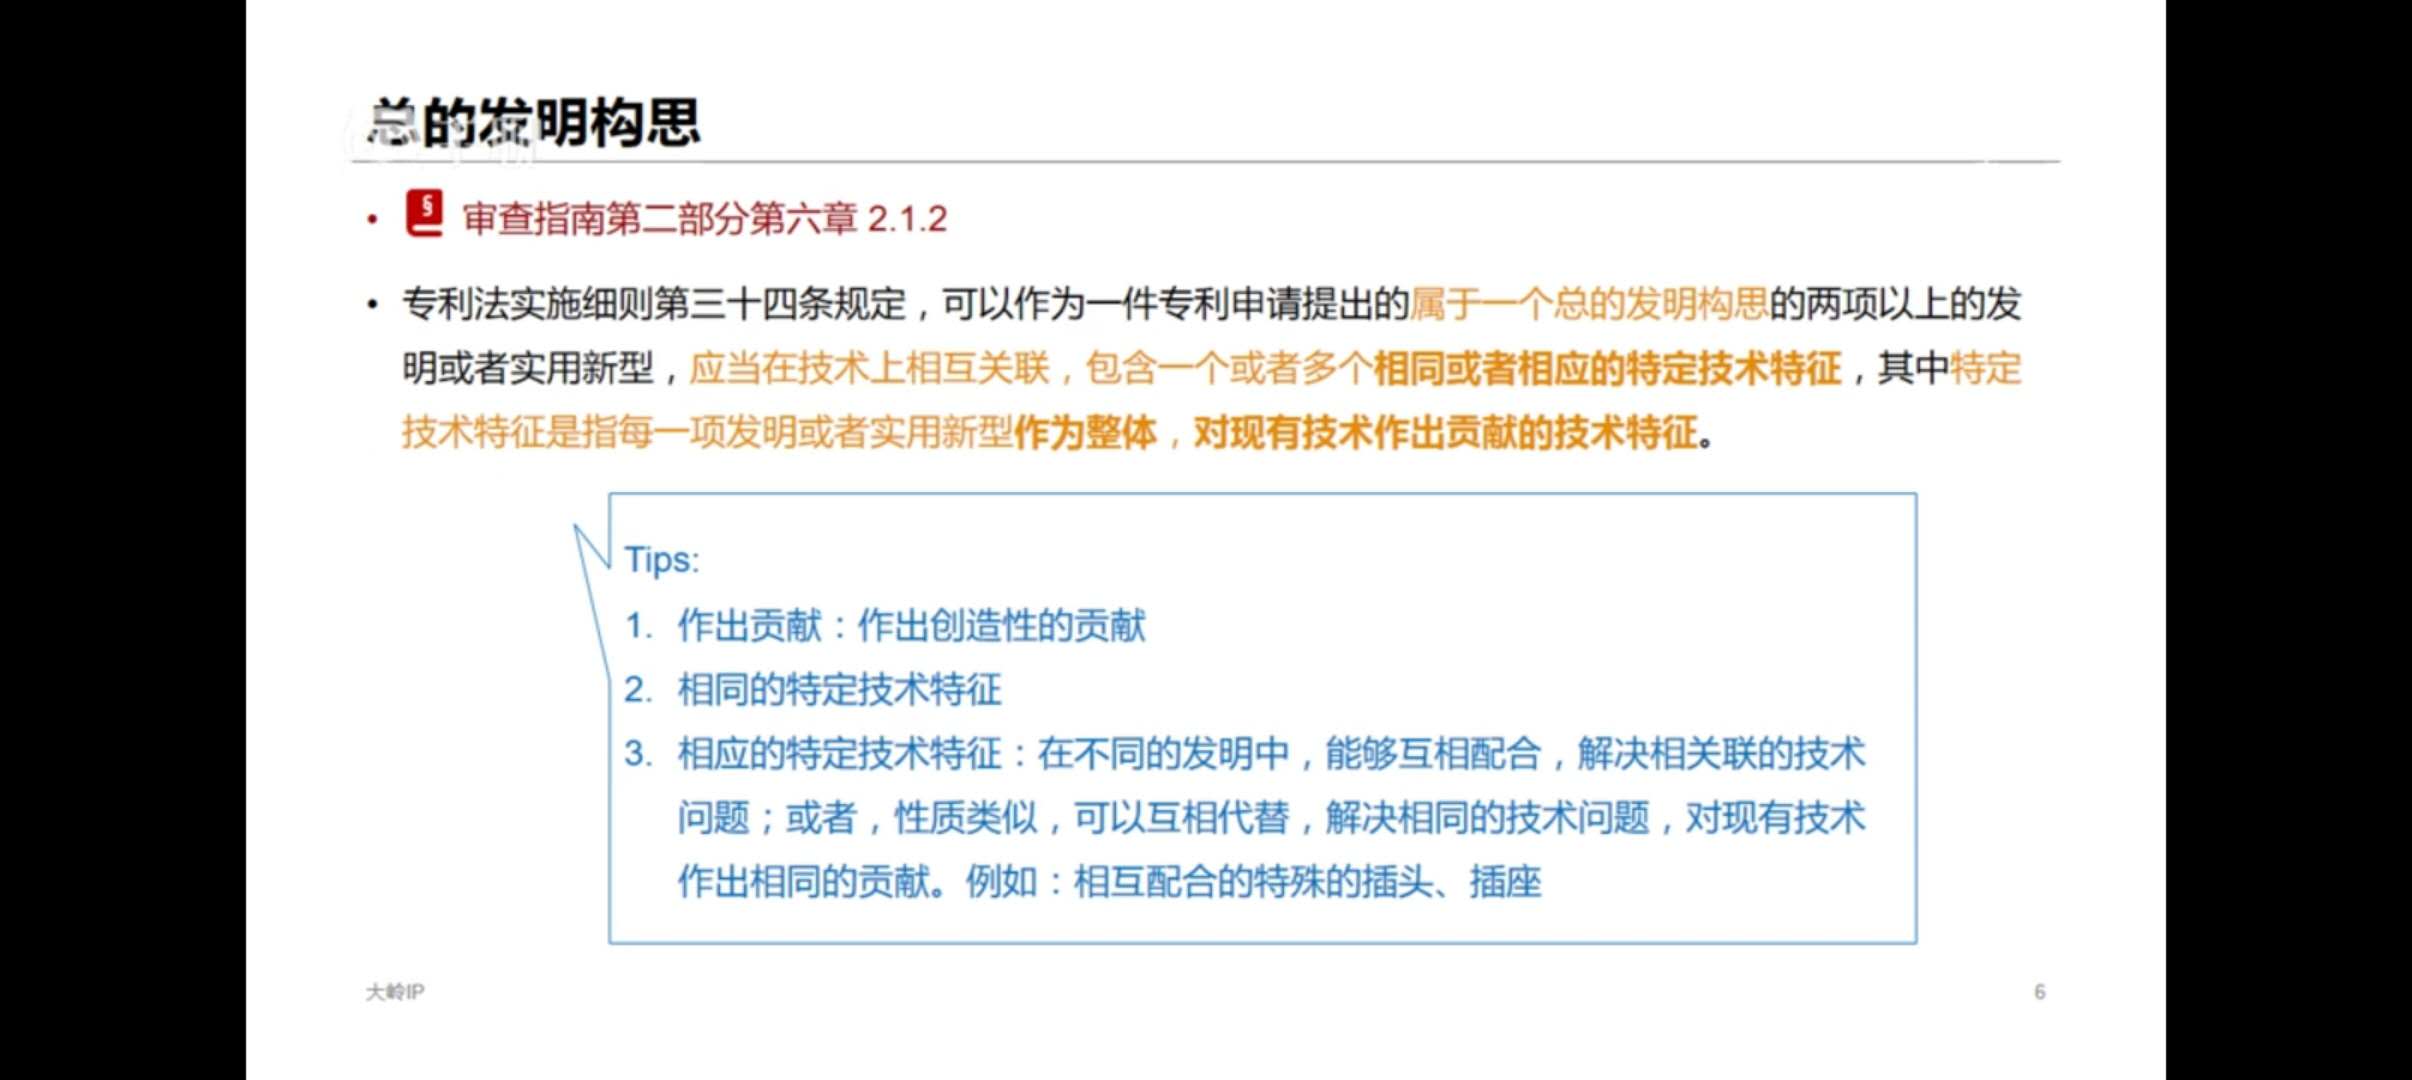 总的发明构思
• § 审查指南第二部分第六章 2.1.2
• 专利法实施细则第三十四条规定，可以作为一件专利申请提出的属于一个总的发明构思的两项以上的发
明或者实用新型，应当在技术上相互关联，包含一个或者多个相同或者相应的特定技术特征，其中特定
技术特征是指每一项发明或者实用新型作为整体，对现有技术作出贡献的技术特征。
Tips:
1. 作出贡献：作出创造性的贡献
2. 相同的特定技术特征
3. 相应的特定技术特征：在不同的发明中，能够互相配合，解决相关联的技术
问题；或者，性质类似，可以互相代替，解决相同的技术问题，对现有技术
作出相同的贡献。例如：相互配合的特殊的插头、插座
大岭IP
6